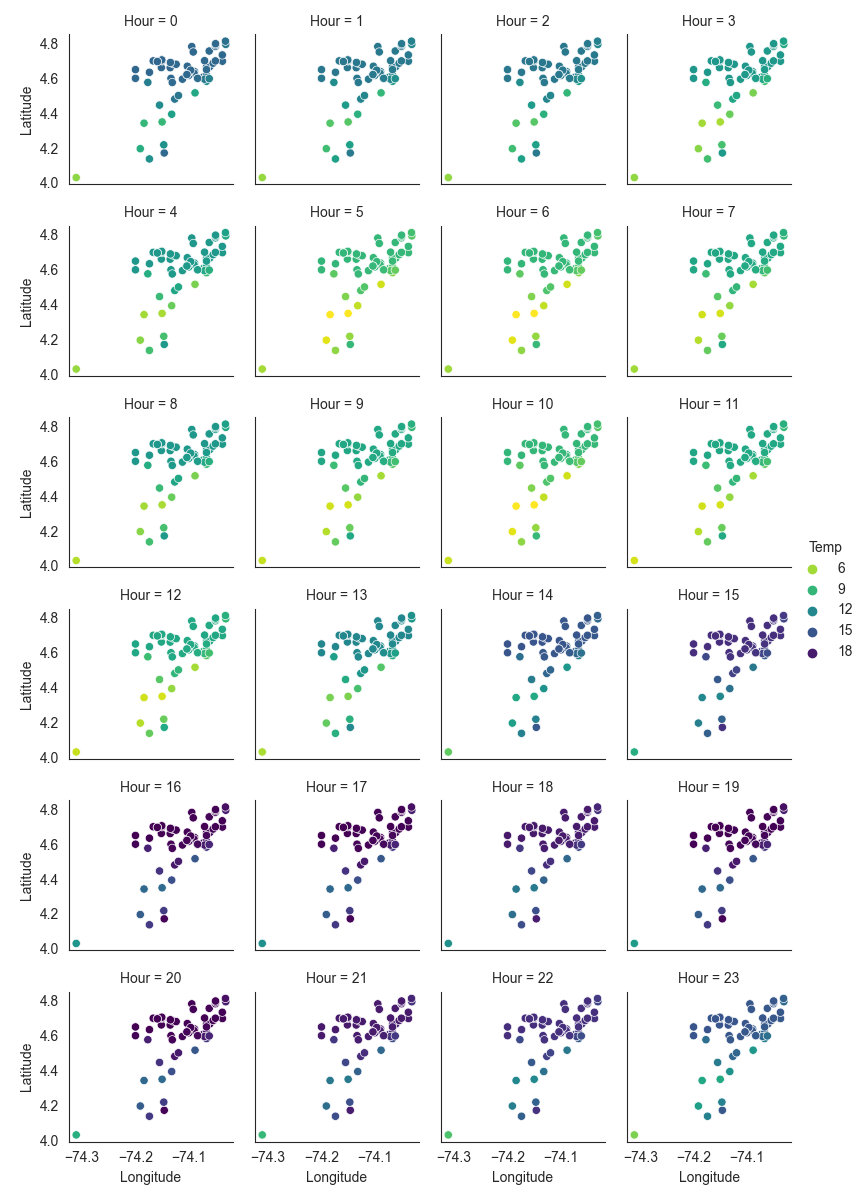 Hour = 0 Hour = 1 Hour = 2 Hour = 3
4.8
4.6
4.4
4.2
4.0
Latitude
Hour = 4 Hour = 5 Hour = 6 Hour = 7
4.8
4.6
4.4
4.2
4.0
Latitude
Hour = 8 Hour = 9 Hour = 10 Hour = 11
4.8
4.6
4.4
4.2
4.0
Latitude
Temp
6
9
12
15
18
Hour = 12 Hour = 13 Hour = 14 Hour = 15
4.8
4.6
4.4
4.2
4.0
Latitude
Hour = 16 Hour = 17 Hour = 18 Hour = 19
4.8
4.6
4.4
4.2
4.0
Latitude
Hour = 20 Hour = 21 Hour = 22 Hour = 23
4.8
4.6
4.4
4.2
4.0
Latitude
−74.3 −74.2 −74.1 −74.3 −74.2 −74.1 −74.3 −74.2 −74.1 −74.3 −74.2 −74.1
Longitude Longitude Longitude Longitude